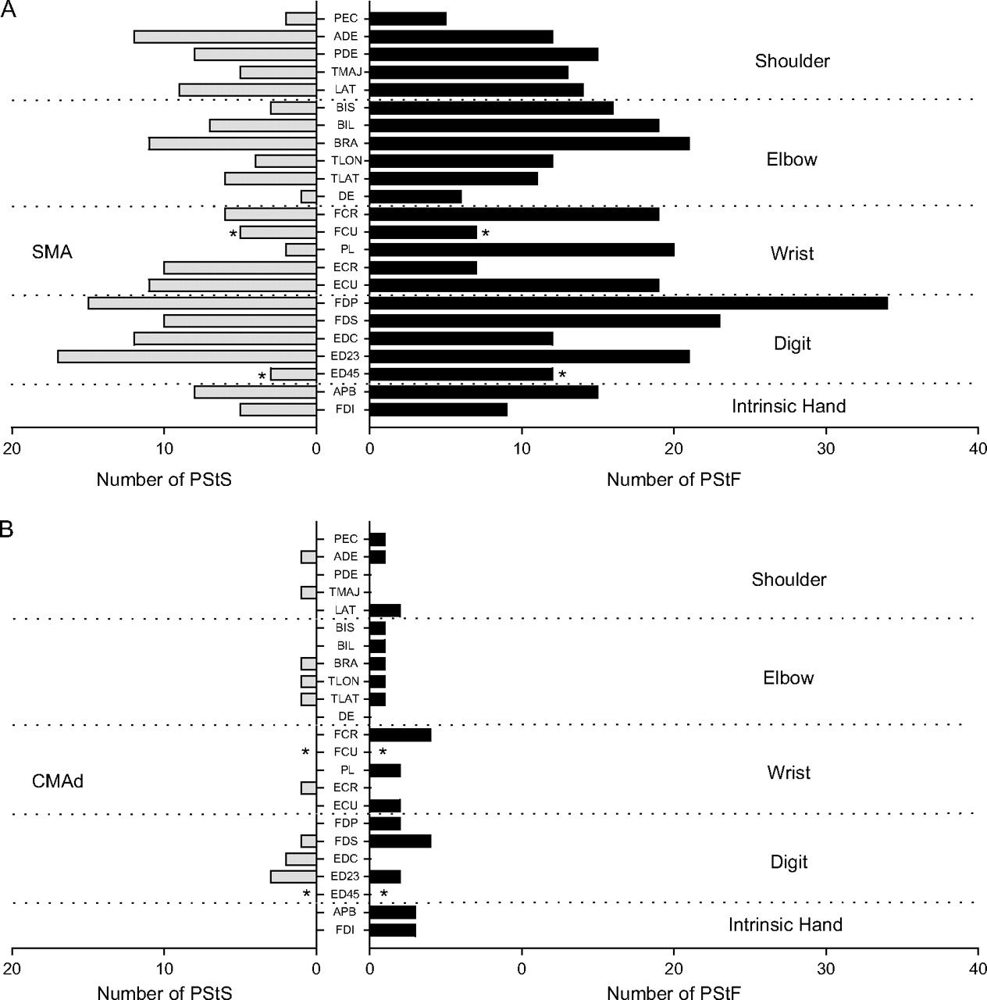 A
PEC
ADE
PDE
Shoulder
TMAJ
LAT
BIS
BIL
BRA
Elbow
TLON
TLAT
DE
FCR
* FCU *
SMA PL Wrist
ECR
ECU
FDP
FDS
EDC Digit
ED23
* ED45 *
APB
FDI Intrinsic Hand
20 10 0 0 10 20 30 40
Number of PStS Number of PStF
B
PEC
ADE
PDE
Shoulder
TMAJ
LAT
BIS
BIL
BRA
Elbow
TLON
TLAT
DE
FCR
* FCU *
PL Wrist
CMAd ECR
ECU
FDP
FDS
EDC Digit
ED23
* ED45 *
APB
Intrinsic Hand
FDI
20 10 0 0 0 20 30 40
Number of PStS Number of PStF